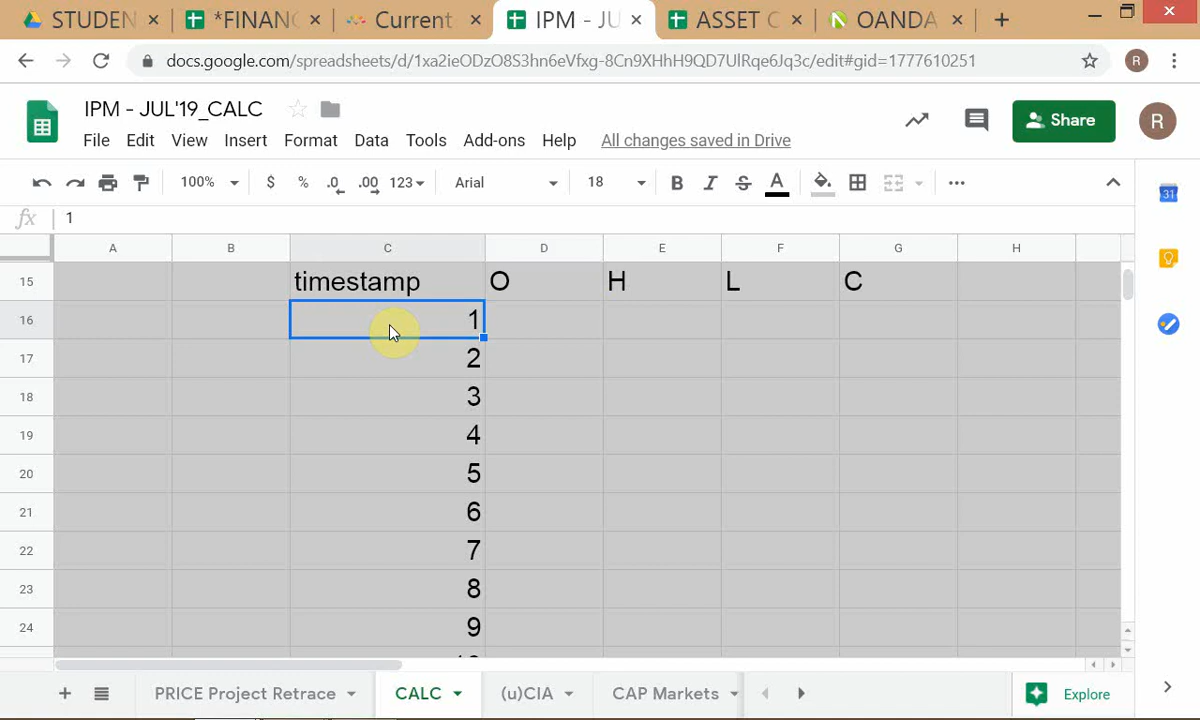 STUDEN
*FINANC
Current
IPM - JU
ASSET C
OANDA
docs.google.com/spreadsheets/d/1xa2ieODzO8S3hn6eVfxg-8Cn9XHhH9QD7UlRqe6Jq3c/edit#gid=1777610251
R
IPM - JUL'19_CALC
File Edit View Insert Format Data Tools Add-ons Help All changes saved in Drive
Share
R
100% $ % .0 .00 123 Arial 18 B I S A
31
fx 1
A B C D E F G H
15 timestamp O H L C
16 1
17 2
18 3
19 4
20 5
21 6
22 7
23 8
24 9
PRICE Project Retrace CALC (u)CIA CAP Markets Explore